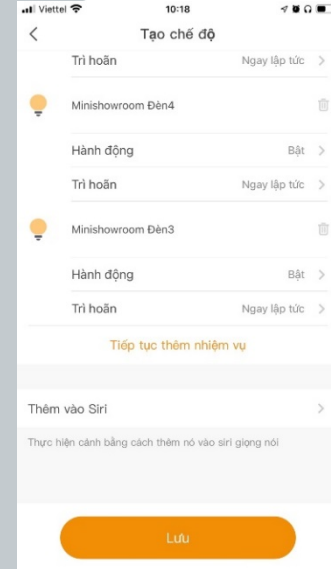 Viettel 10:18
Tạo chế độ
Trì hoãn Ngay lập tức
Minishowroom Đèn4
Hành động Bật
Trì hoãn Ngay lập tức
Minishowroom Đèn3
Hành động Bật
Trì hoãn Ngay lập tức
Tiếp tục thêm nhiệm vụ
Thêm vào Siri
Thực hiện cảnh bằng cách thêm nó vào siri giọng nói
Lưu